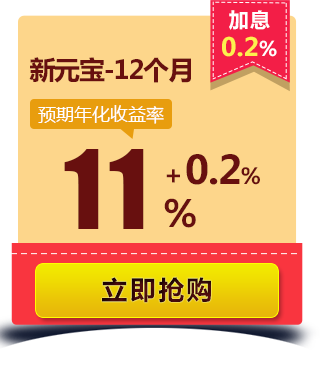 加息
0.2%
新元宝-12个月
预期年化收益率
11%+0.2%
立即抢购